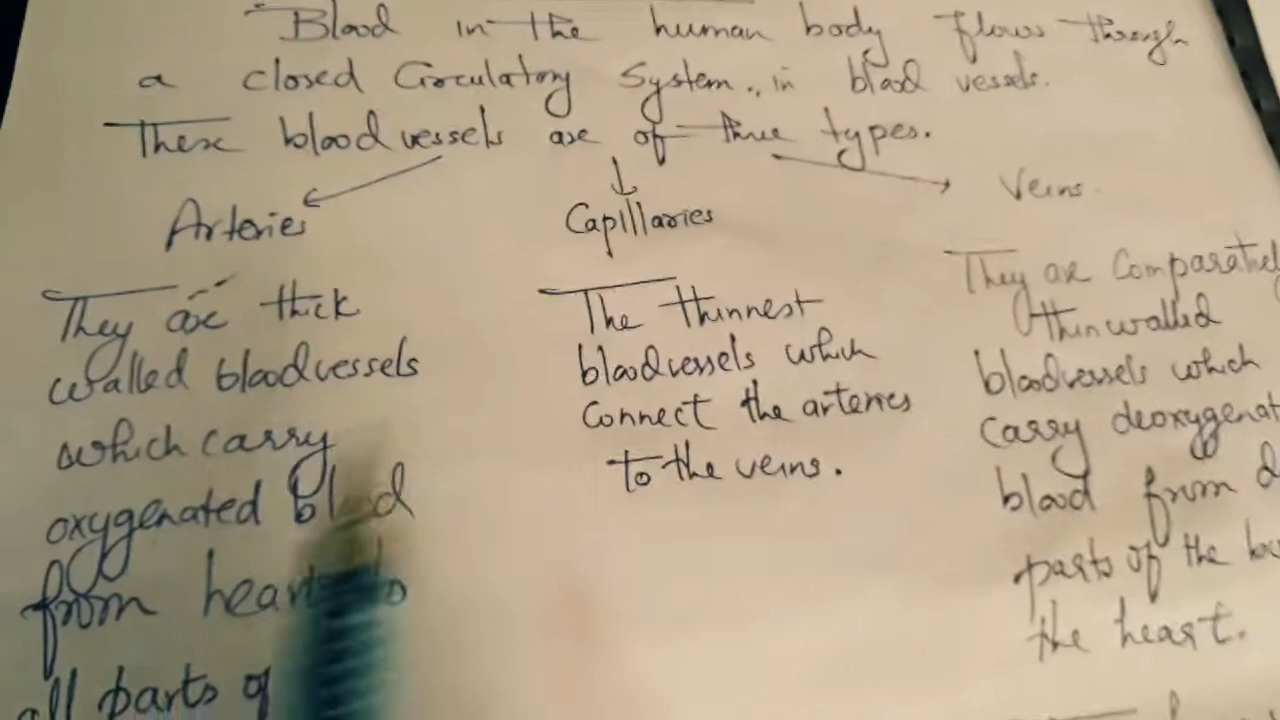 Blood in the human body flows through
a closed Circulatory System., in blood vessels.
These blood vessels are of three types.
Arteries
They are thick
walled bloodvessels
which carry
oxygenated blood
from heart to
all parts of
Capillaries
The thinnest
bloodvessels which
Connect the arteries
to the veins.
Veins.
They are Comparativel
thin walled
bloodvessels which
carry deoxygenat
blood from
parts of the
the heart.